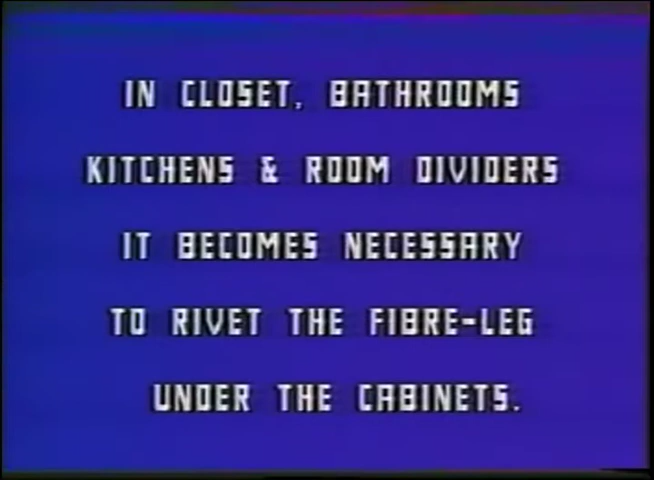 IN CLOSET, BATHROOMS
KITCHENS & ROOM DIVIDERS
IT BECOMES NECESSARY
TO RIVET THE FIBRE-LEG
UNDER THE CABINETS.